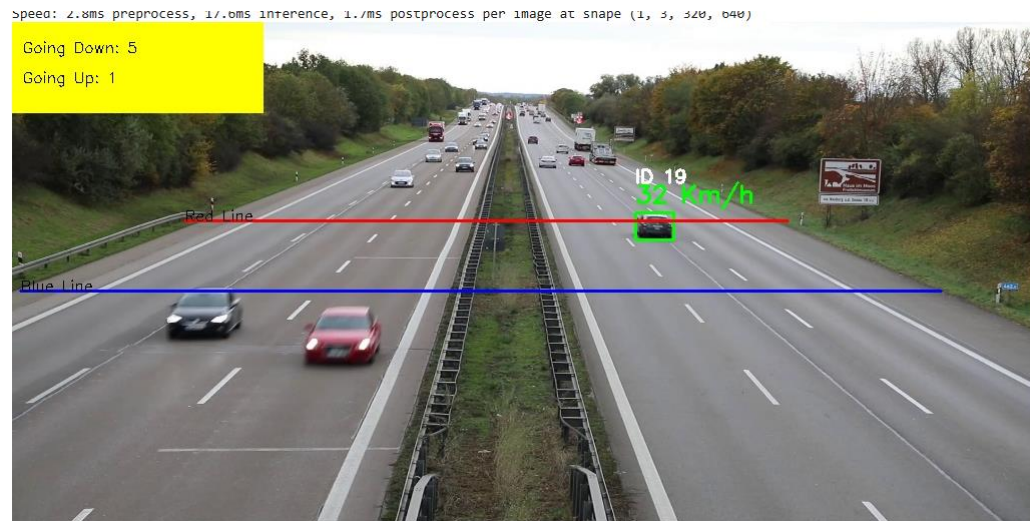 Speed: 2.8ms preprocess, 17.6ms inference, 1.7ms postprocess per image at shape (1, 3, 320, 640)
Going Down: 5
Going Up: 1
ID 19
32 Km/h
Red Line
Blue Line